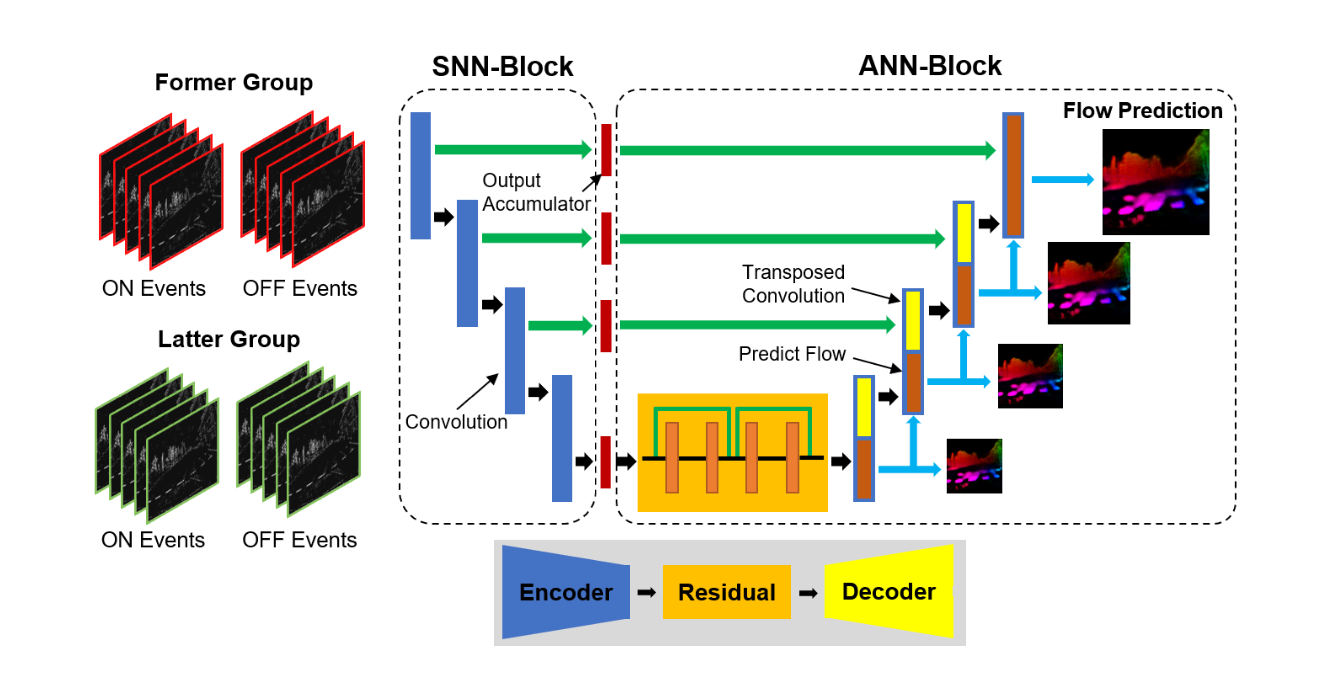 SNN-Block
ANN-Block
Former Group
Flow Prediction
Output
Accumulator
ON Events
OFF Events
Transposed
Convolution
Latter Group
Predict Flow
Convolution
ON Events
OFF Events
Encoder
Residual
Decoder